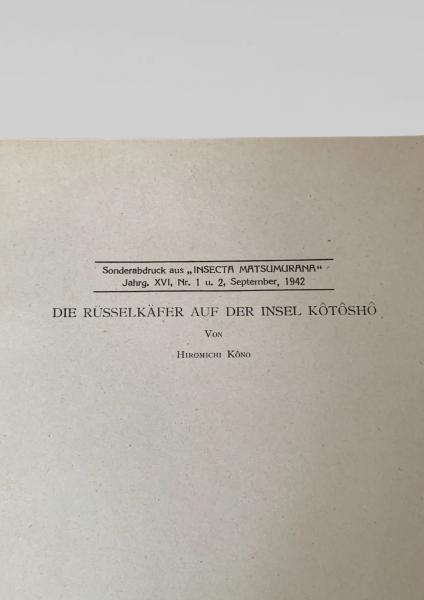 Sonderabdruck aus „INSECTA MATSUMURANA“
Jahrg. XVI, Nr. 1 u. 2, September, 1942
DIE RÜSSELKÄFER AUF DER INSEL KÔTÔSHÔ
VON
HIROMICHI KÔNO